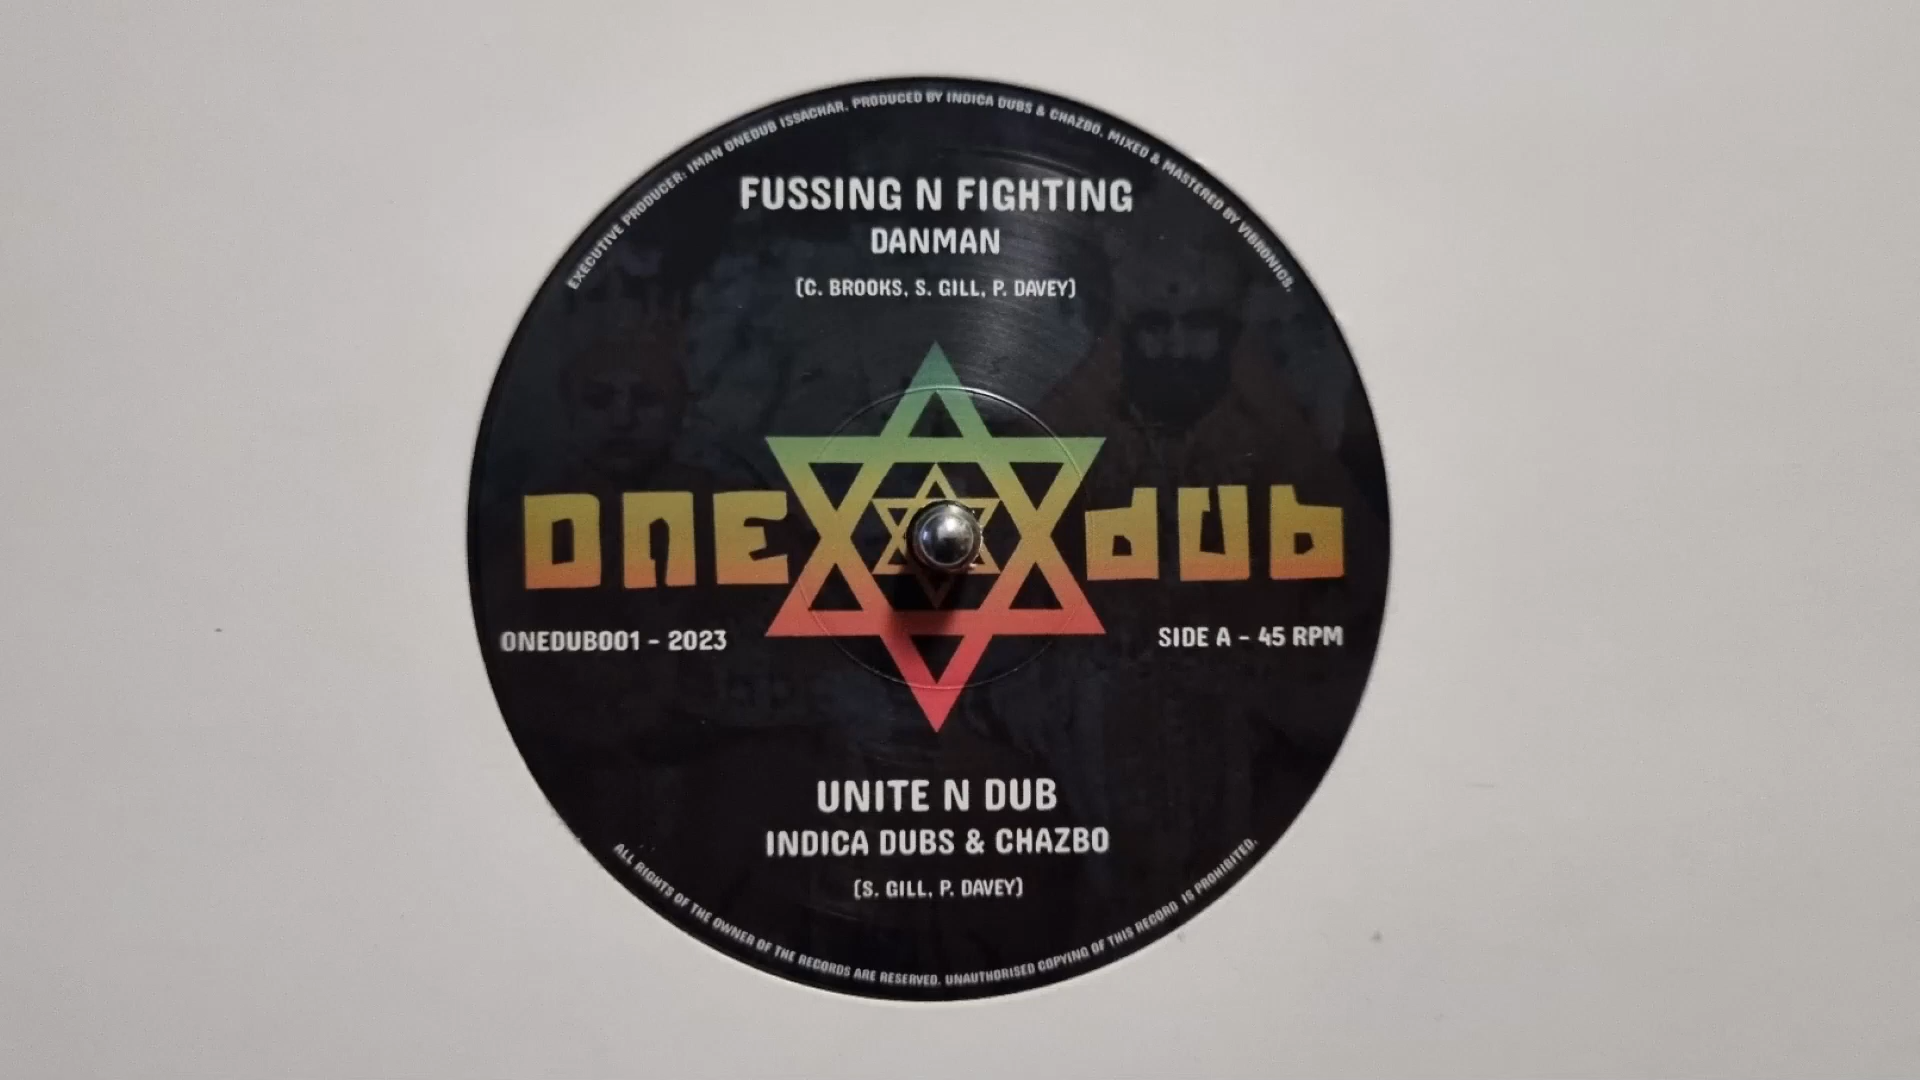 EXECUTIVE PRODUCER: IMAN ONEDUB ISSACHAR. PRODUCED BY INDICA DUBS & CHAZBO. MIXED & MASTERED BY VIBRONICS.
FUSSING N FIGHTING
DANMAN
(C. BROOKS, S. GILL, P. DAVEY)
ONE DUB
ONEDUB001 - 2023
SIDE A - 45 RPM
UNITE N DUB
INDICA DUBS & CHAZBO
(S. GILL, P. DAVEY)
ALL RIGHTS OF THE OWNER OF THE RECORDS ARE RESERVED. UNAUTHORISED COPYING OF THIS RECORD IS PROHIBITED.